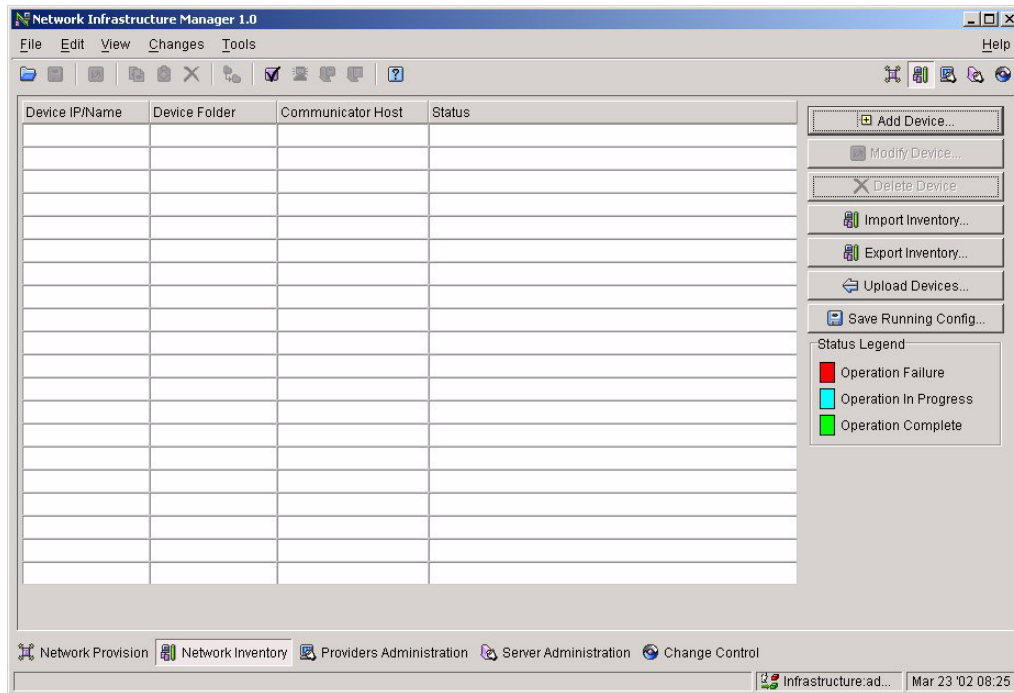 Network Infrastructure Manager 1.0
File Edit View Changes Tools Help
Device IP/Name Device Folder Communicator Host Status
Add Device...
Modify Device...
Delete Device
Import Inventory...
Export Inventory...
Upload Devices...
Save Running Config...
Status Legend
Operation Failure
Operation In Progress
Operation Complete
Network Provision Network Inventory Providers Administration Server Administration Change Control
Infrastructure:ad... Mar 23 '02 08:25